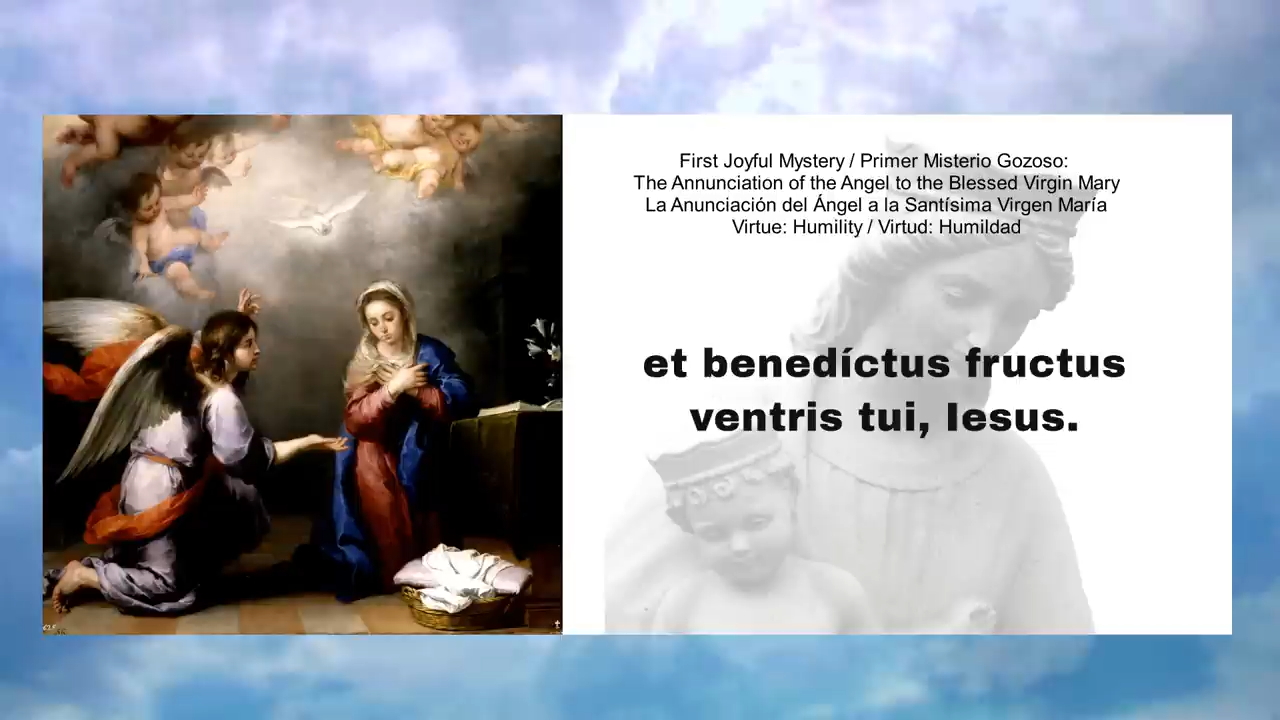 First Joyful Mystery / Primer Misterio Gozoso:
The Annunciation of the Angel to the Blessed Virgin Mary
La Anunciación del Ángel a la Santísima Virgen María
Virtue: Humility / Virtud: Humildad
et benedíctus fructus
ventris tui, Iesus.